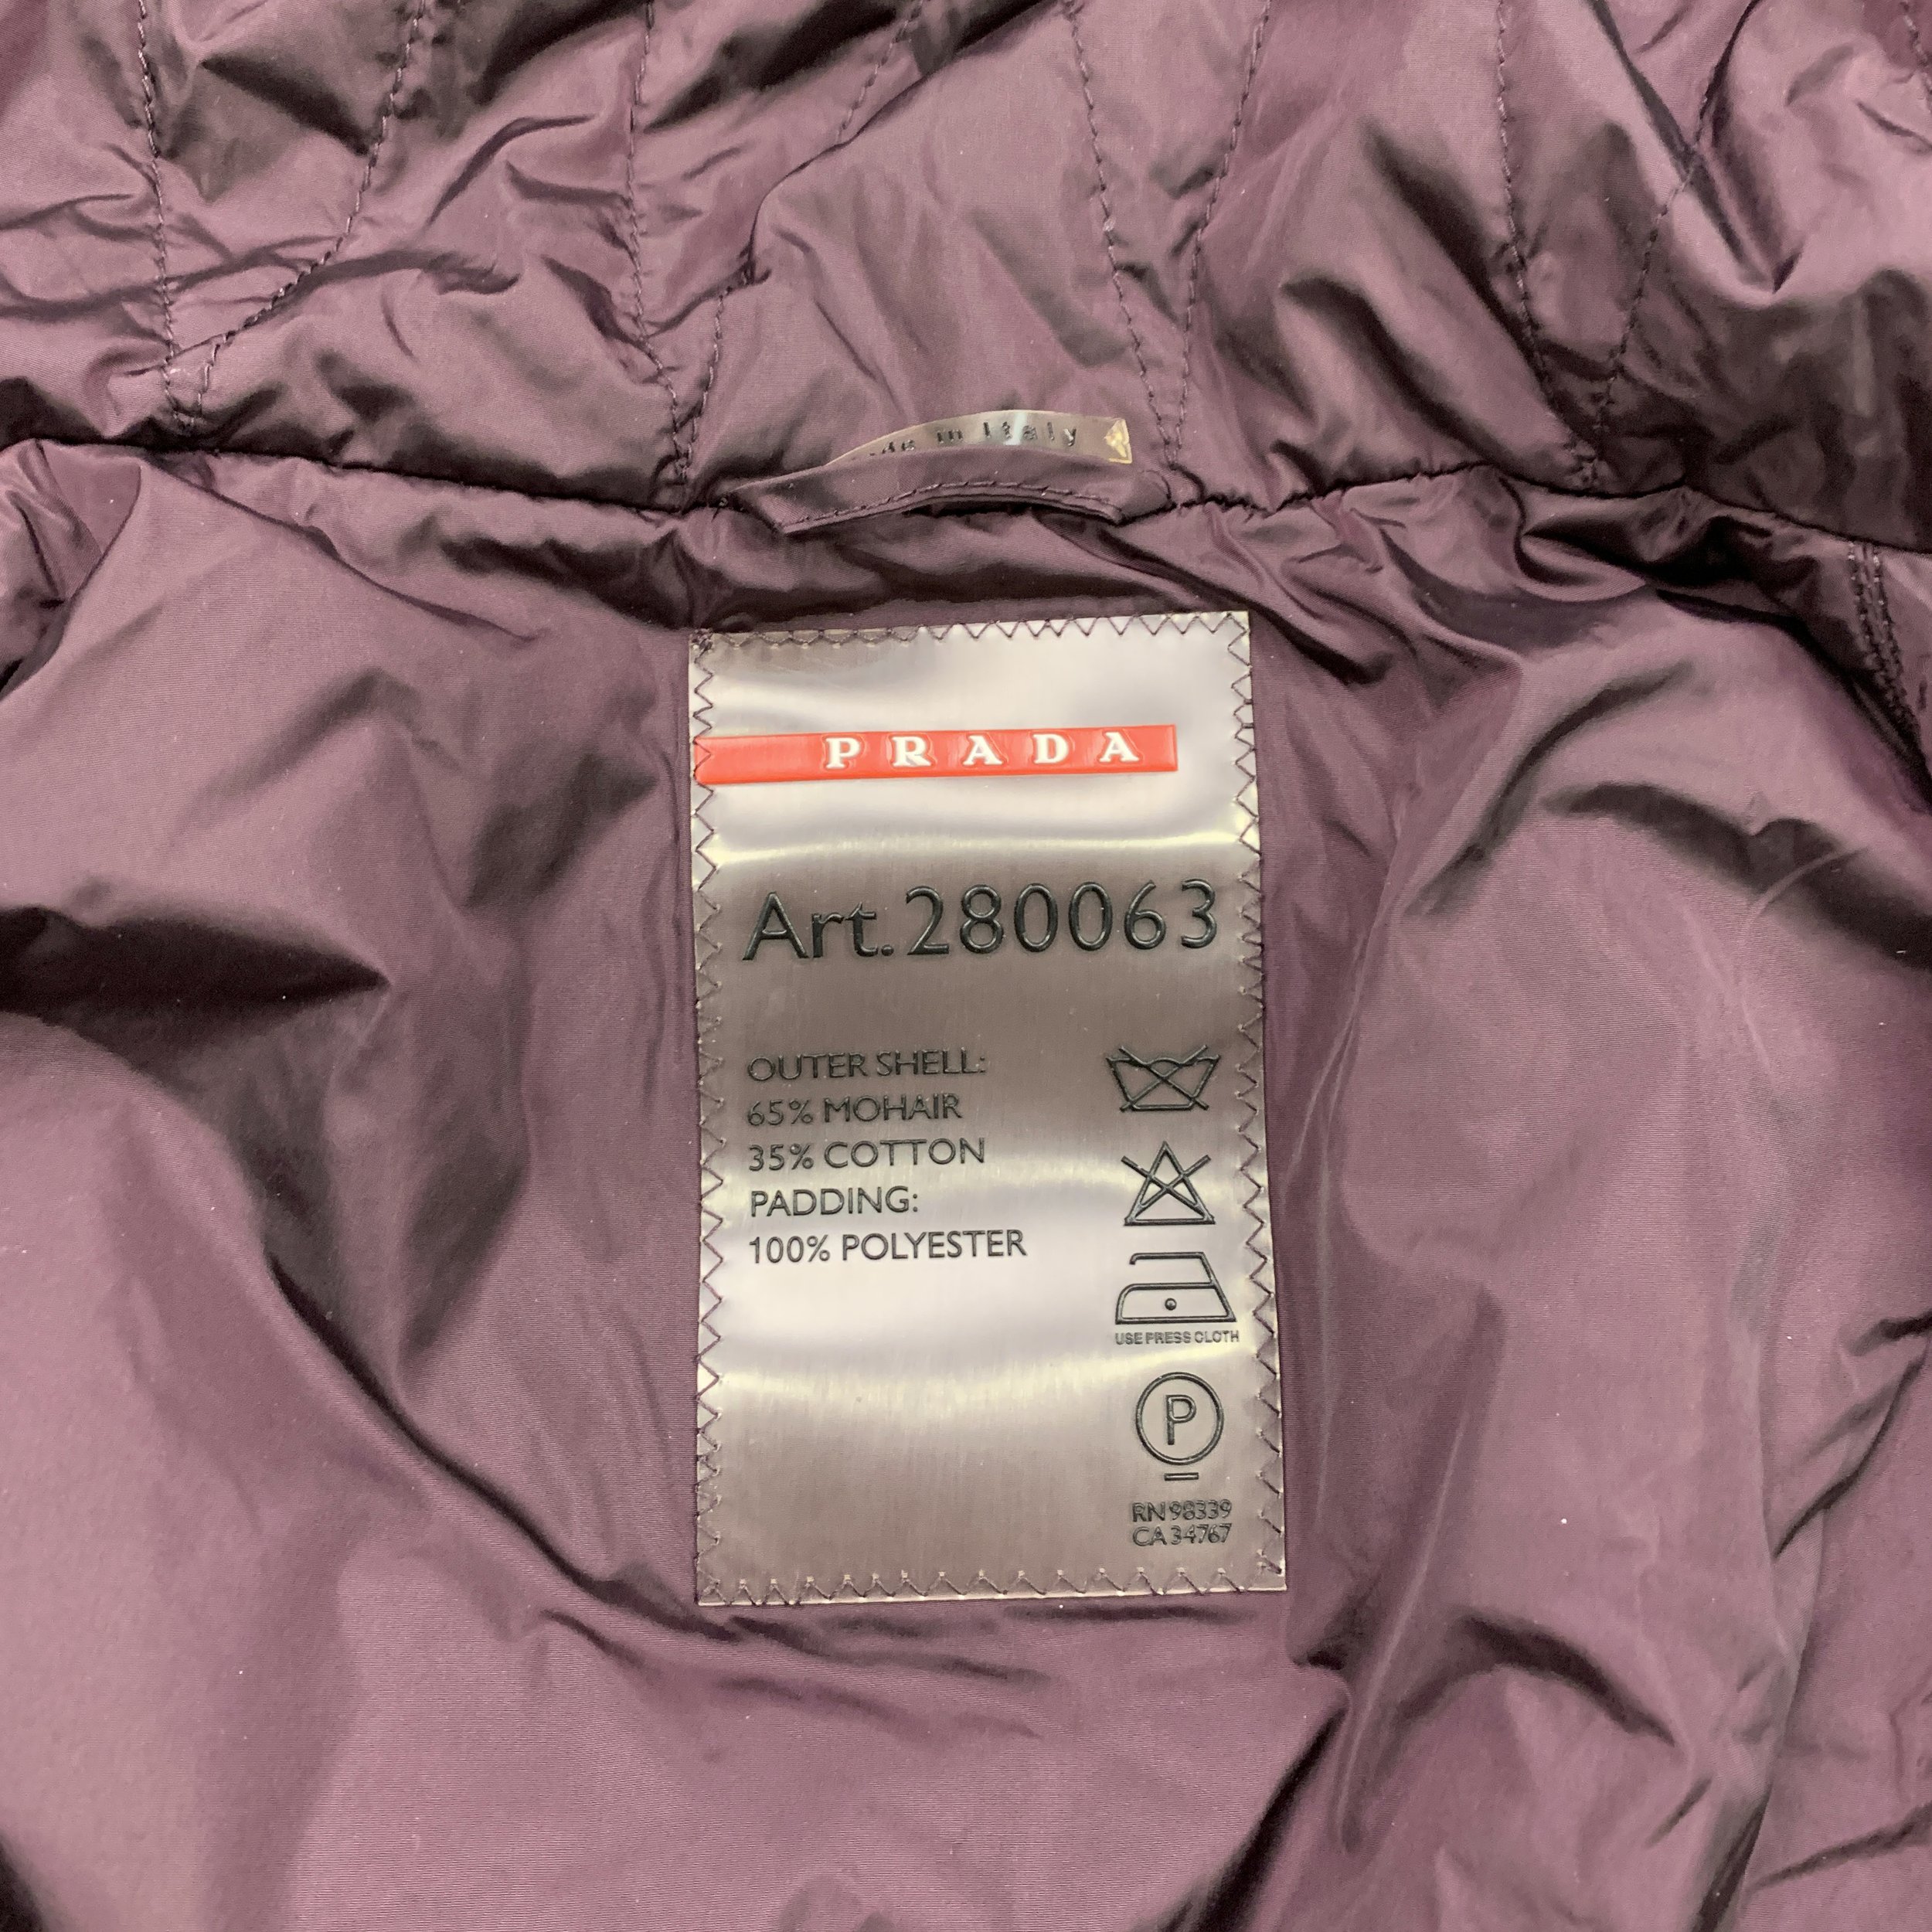 in Italy
PRADA
Art.280063
OUTER SHELL:
65% MOHAIR
35% COTTON
PADDING:
100% POLYESTER
USE PRESS CLOTH
P
RN 98339
CA 34767